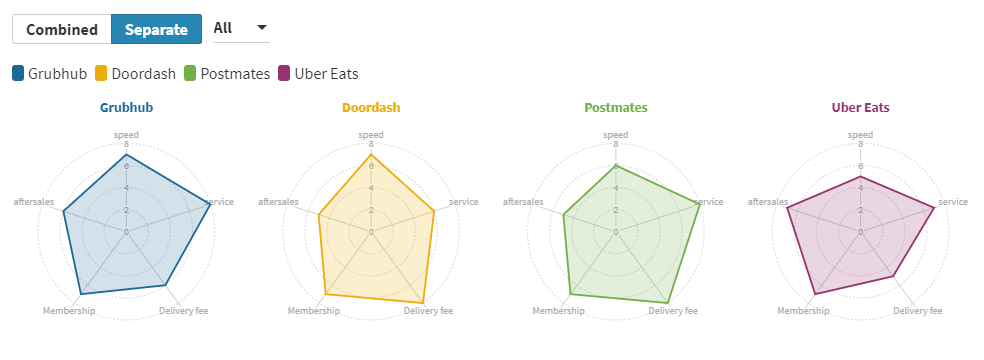 Combined Separate All
Grubhub Doordash Postmates Uber Eats
Grubhub
speed
8
6
4
2
0
aftersales
service
Membership
Delivery fee
Doordash
speed
8
6
4
2
0
aftersales
service
Membership
Delivery fee
Postmates
speed
8
6
4
2
0
aftersales
service
Membership
Delivery fee
Uber Eats
speed
8
6
4
2
0
aftersales
service
Membership
Delivery fee